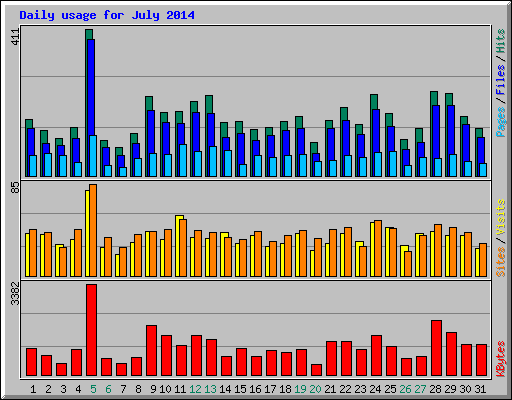 Daily usage for July 2014
411
Pages / Files / Hits
85
Sites / Visits
3382
KBytes
1 2 3 4 5 6 7 8 9 10 11 12 13 14 15 16 17 18 19 20 21 22 23 24 25 26 27 28 29 30 31